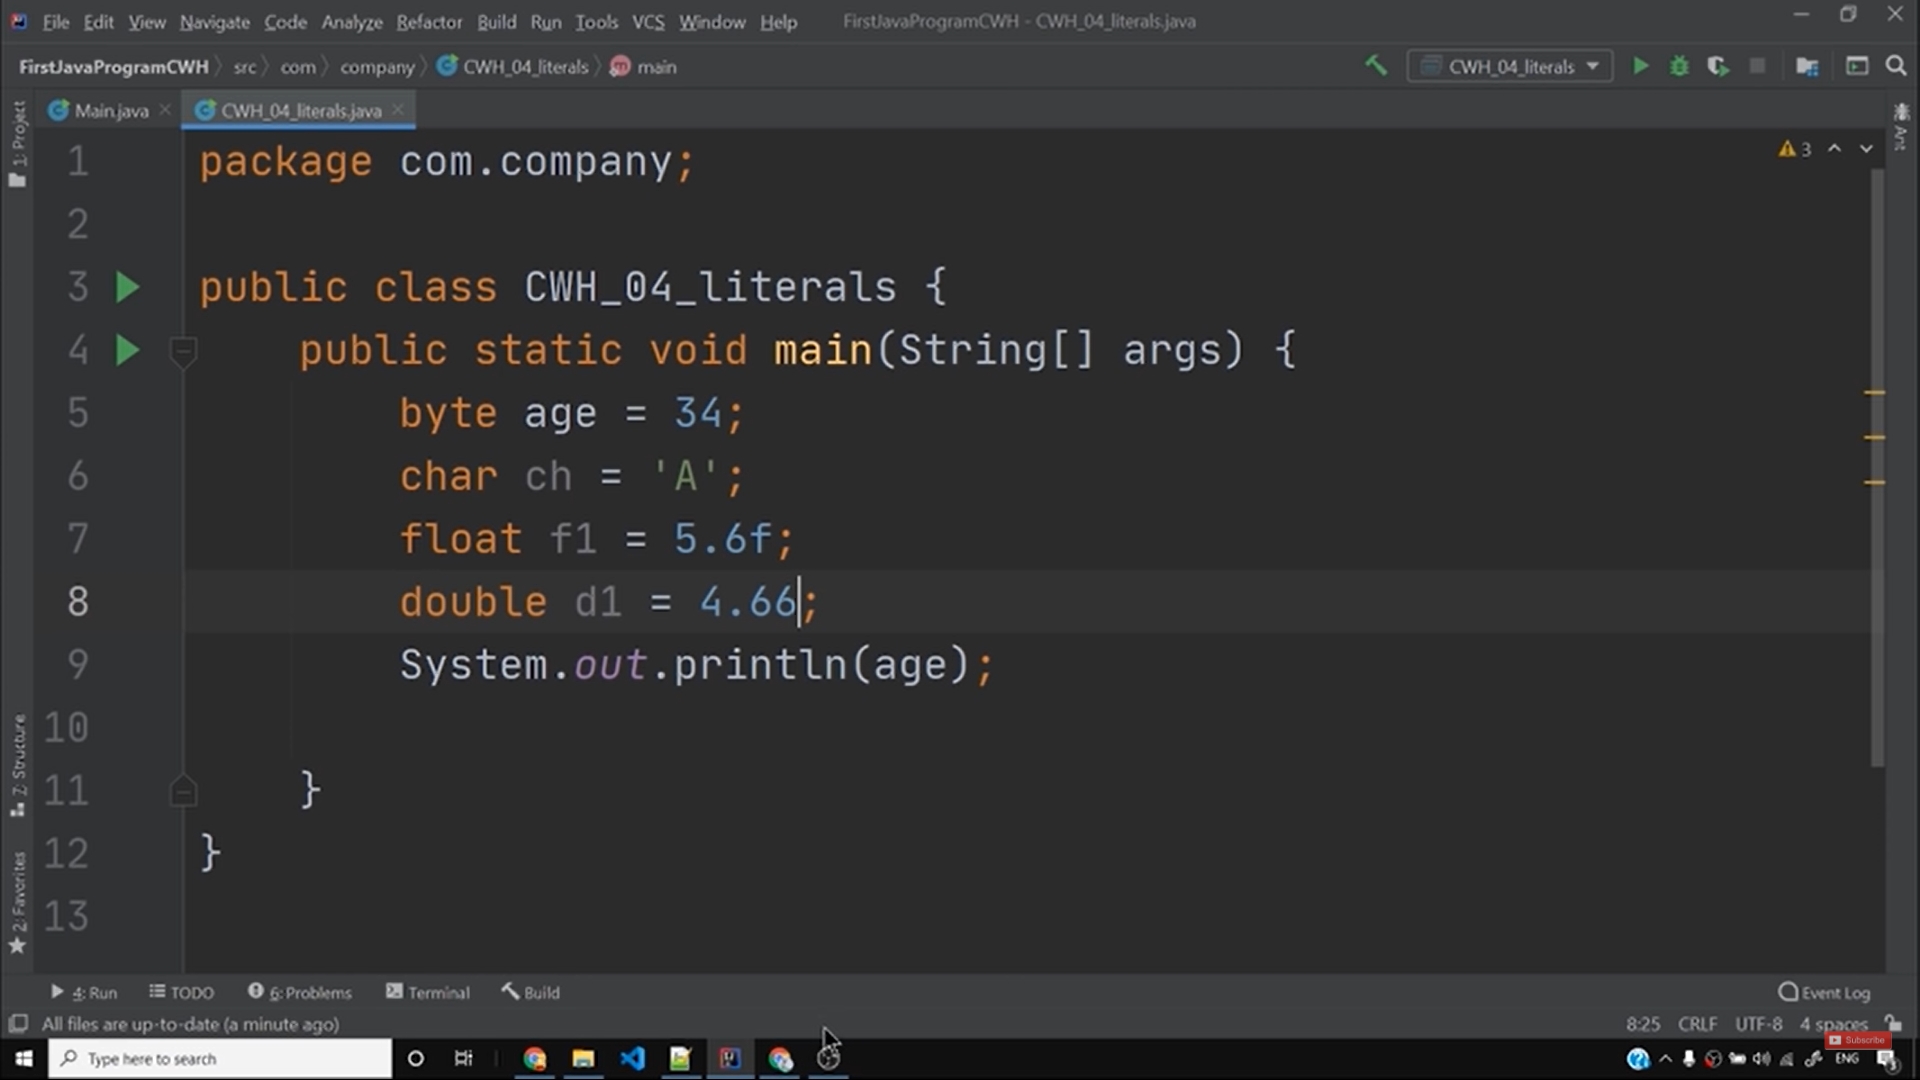 File Edit View Navigate Code Analyze Refactor Build Run Tools VCS Window Help FirstJavaProgramCWH - CWH_04_literals.java
FirstJavaProgramCWH src com company CWH_04_literals main CWH_04_literals
Main.java CWH_04_literals.java
1: Project
Ant
3
1 package com.company;
2
3 public class CWH_04_literals {
4 public static void main(String[] args) {
5 byte age = 34;
6 char ch = 'A';
7 float f1 = 5.6f;
8 double d1 = 4.66;
9 System.out.println(age);
10
11 }
12 }
13
7: Structure
2: Favorites
4: Run TODO 6: Problems Terminal Build Event Log
All files are up-to-date (a minute ago) 8:25 CRLF UTF-8 4 spaces
Subscribe
Type here to search ENG